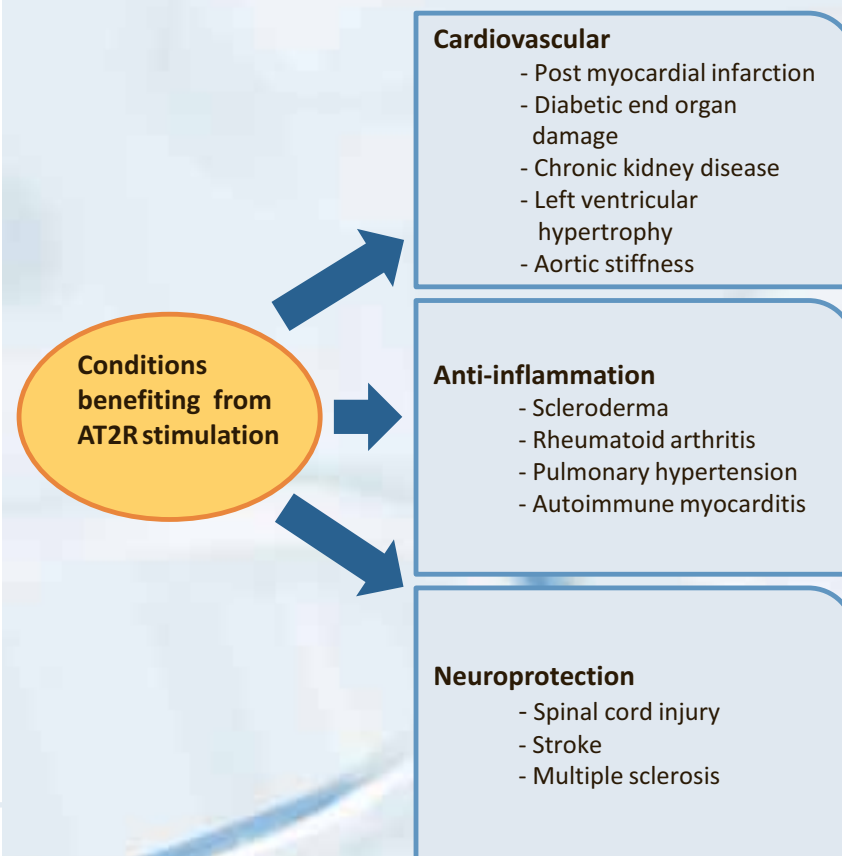 Cardiovascular
- Post myocardial infarction
- Diabetic end organ
damage
- Chronic kidney disease
- Left ventricular
hypertrophy
- Aortic stiffness
Conditions
benefiting from
AT2R stimulation
Anti-inflammation
- Scleroderma
- Rheumatoid arthritis
- Pulmonary hypertension
- Autoimmune myocarditis
Neuroprotection
- Spinal cord injury
- Stroke
- Multiple sclerosis